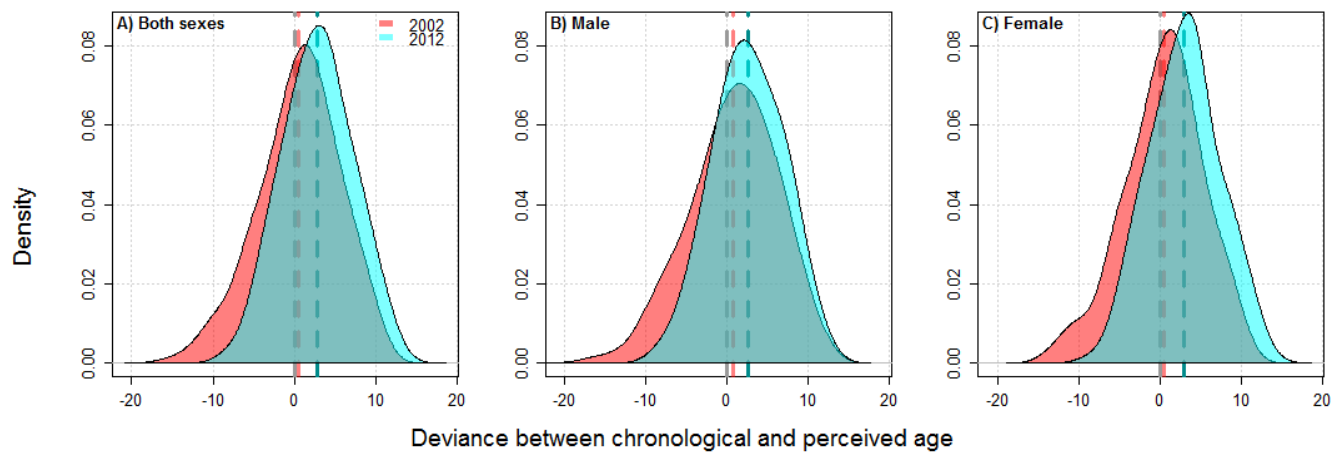 A) Both sexes
2002
2012
B) Male
C) Female
Density
0.00 0.02 0.04 0.06 0.08
-20 -10 0 10 20
0.00 0.02 0.04 0.06 0.08
-20 -10 0 10 20
0.00 0.02 0.04 0.06 0.08
-20 -10 0 10 20
Deviance between chronological and perceived age